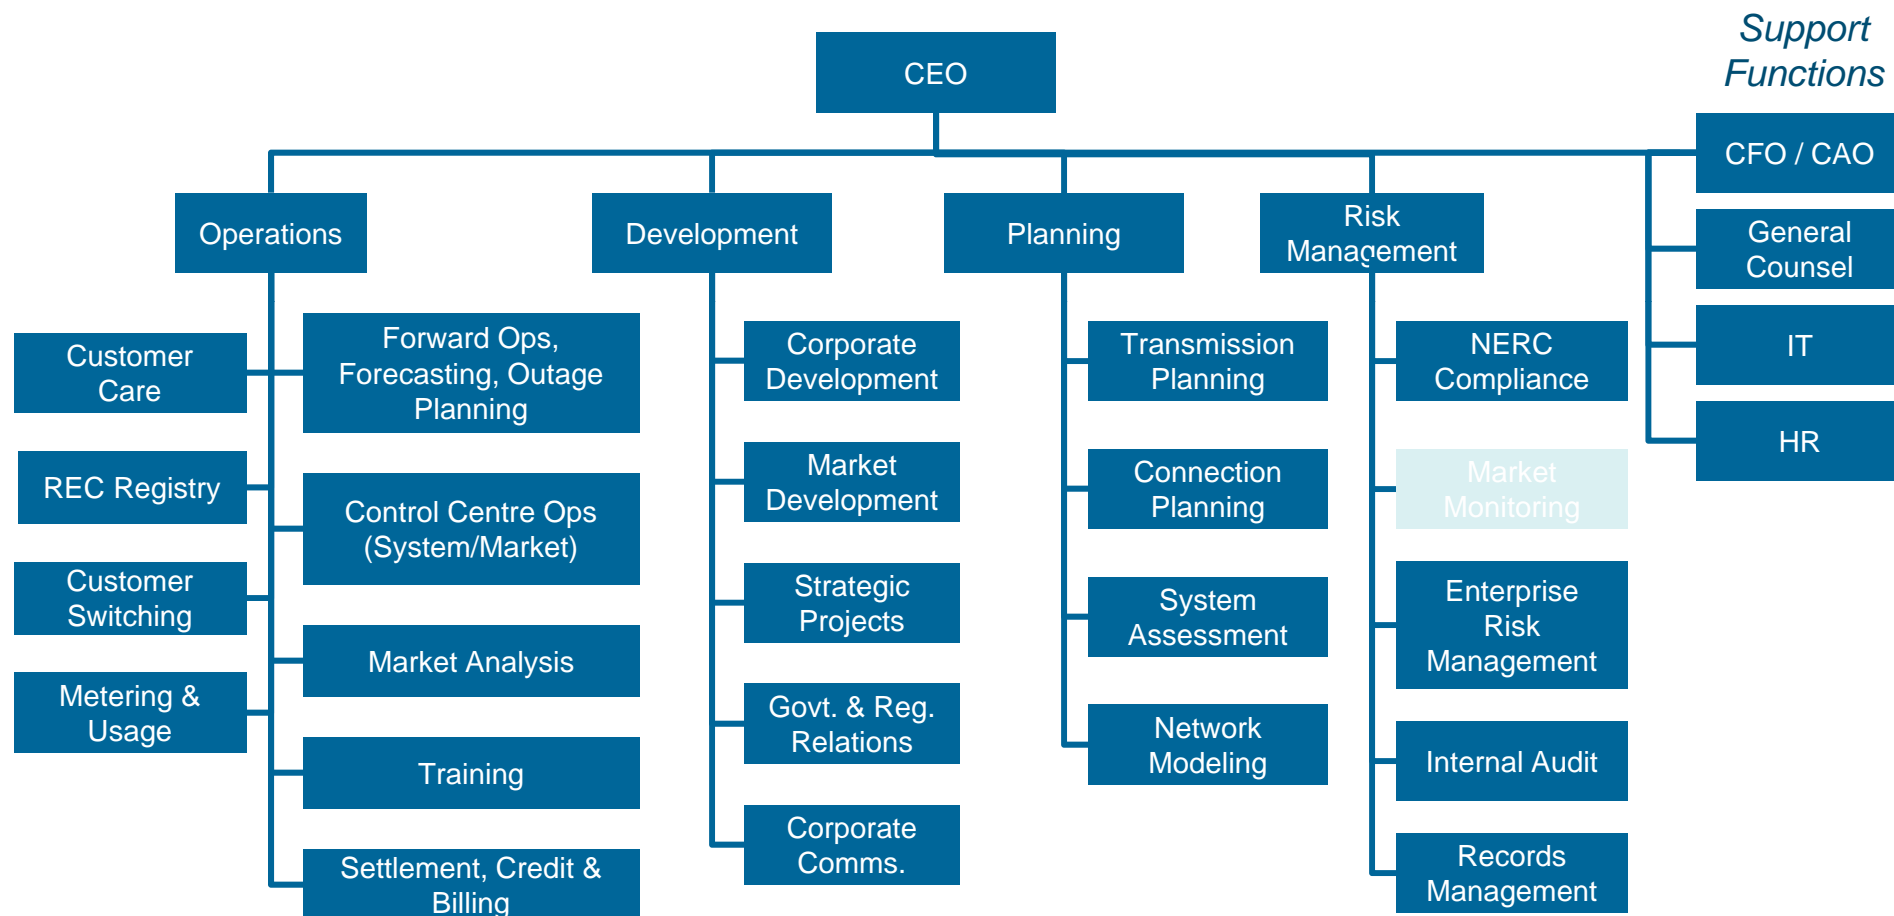 Support
Functions
CEO
CFO / CAO
Operations
Development
Planning
Risk
Management
General
Counsel
IT
HR
Customer
Care
REC Registry
Customer
Switching
Metering &
Usage
Forward Ops,
Forecasting, Outage
Planning
Control Centre Ops
(System/Market)
Market Analysis
Training
Settlement, Credit &
Billing
Corporate
Development
Market
Development
Strategic
Projects
Govt. & Reg.
Relations
Corporate
Comms.
Transmission
Planning
Connection
Planning
System
Assessment
Network
Modeling
NERC
Compliance
Market
Monitoring
Enterprise
Risk
Management
Internal Audit
Records
Management